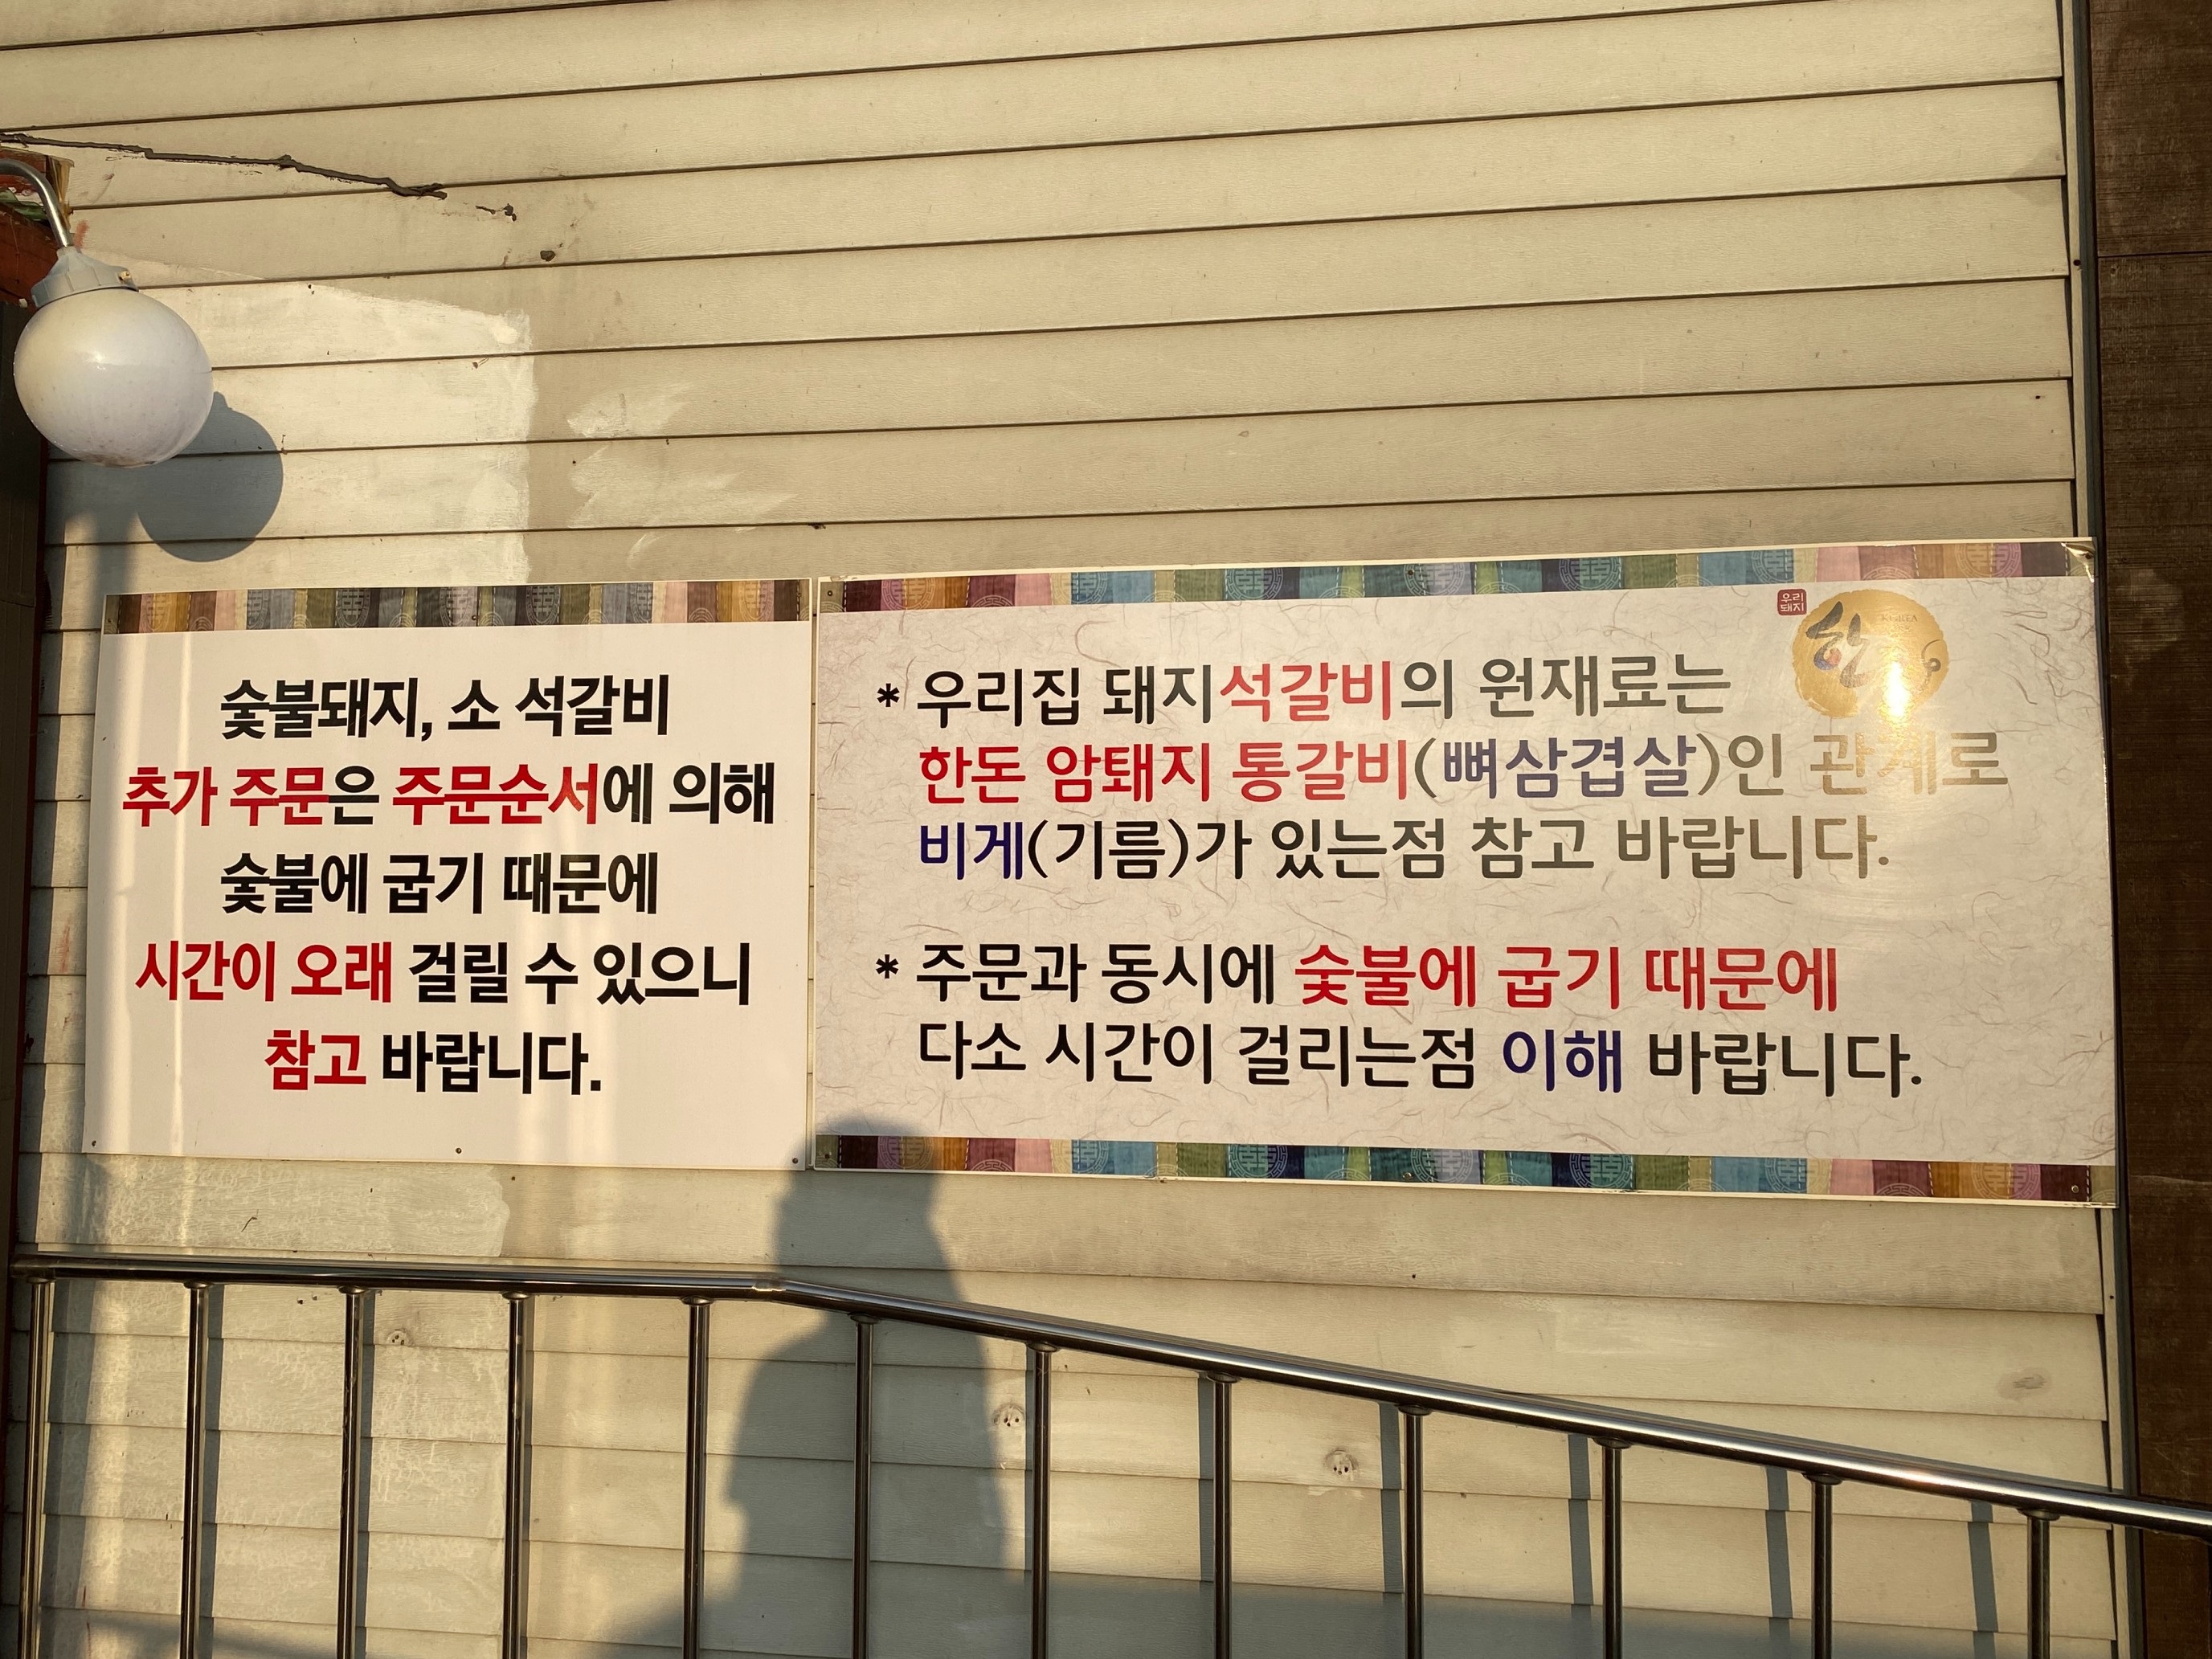 숯불돼지, 소 석갈비
추가 주문은 주문순서에 의해
숯불에 굽기 때문에
시간이 오래 걸릴 수 있으니
참고 바랍니다.
우리
돼지
KOREA
한
* 우리집 돼지석갈비의 원재료는
한돈 암퇘지 통갈비(뼈삼겹살)인 관계로
비게(기름)가 있는점 참고 바랍니다.
* 주문과 동시에 숯불에 굽기 때문에
다소 시간이 걸리는점 이해 바랍니다.